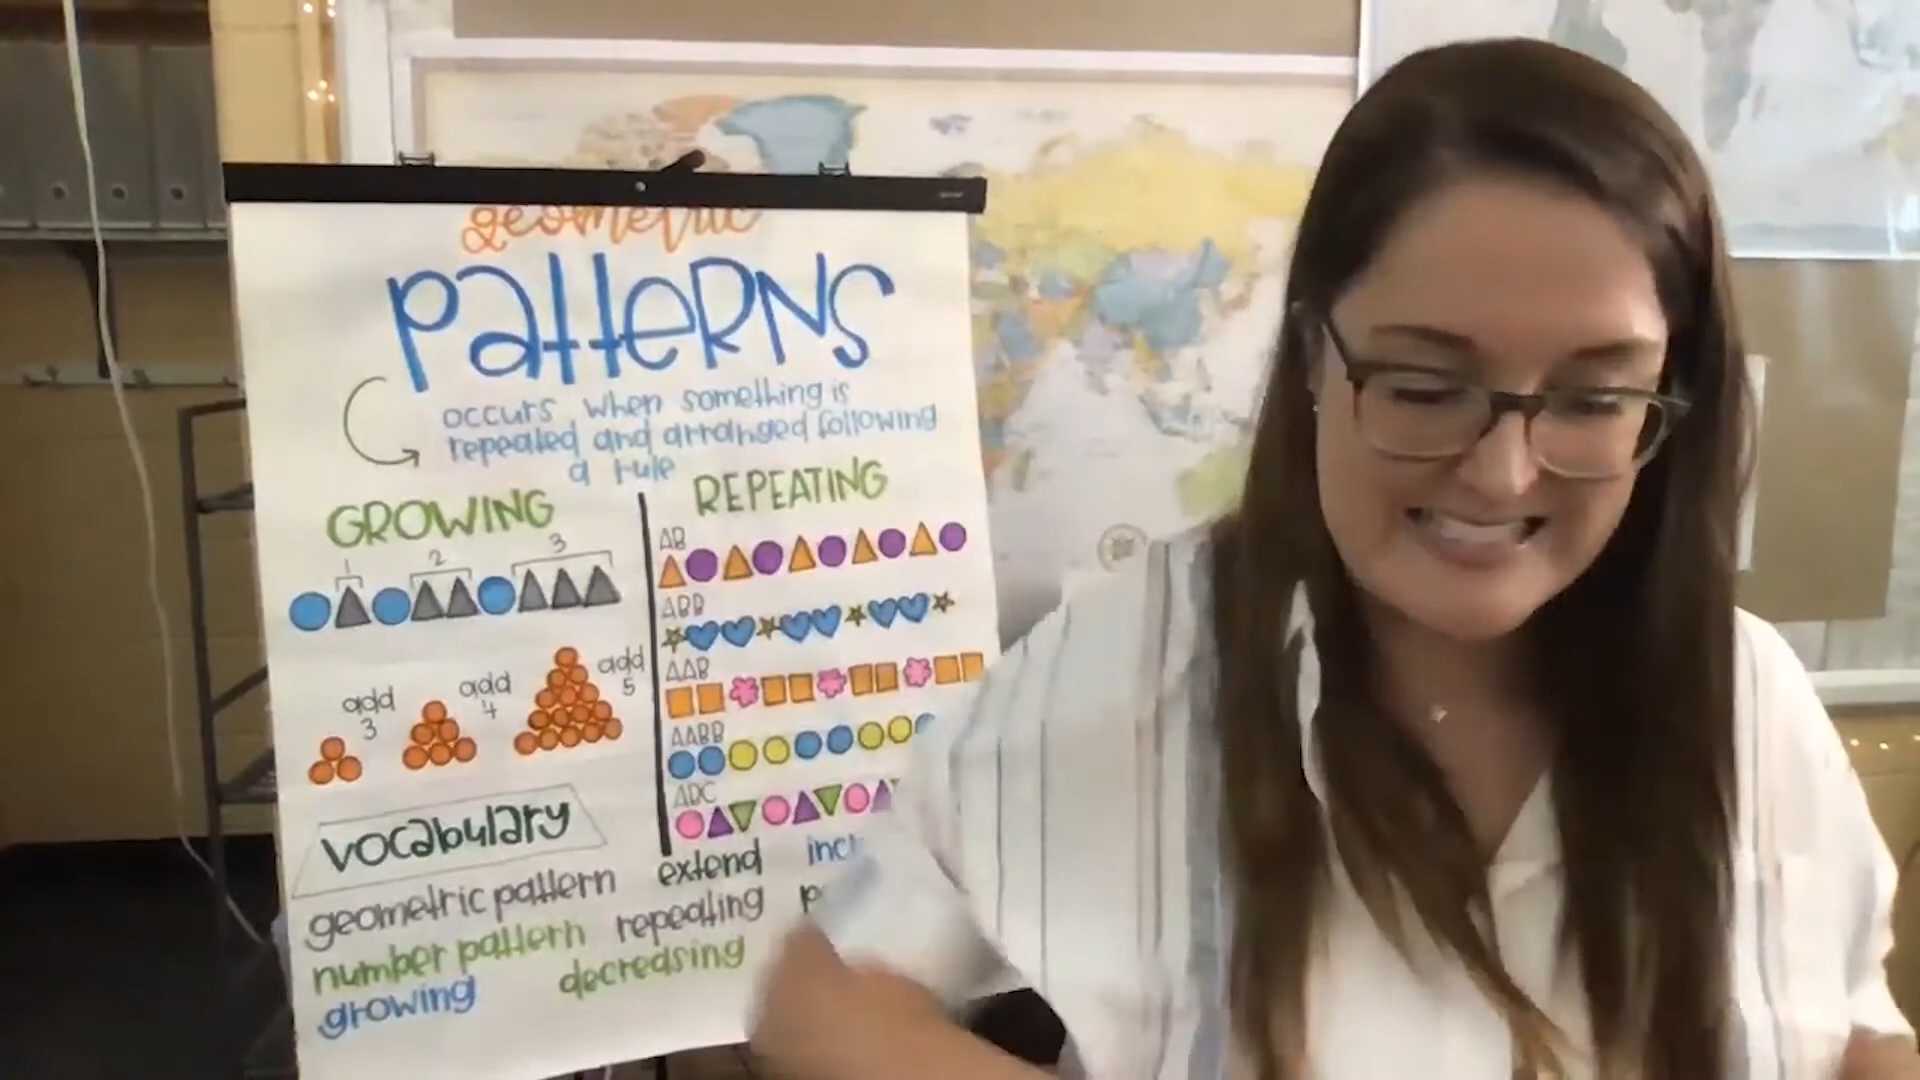 geometric
PatteRNS
occurs when something is
repeated and arranged following
a rule
GROWING
1 2 3
add 3
add 4
add 5
REPEATING
AB
ABB
AAB
AABB
ABC
vocabulary
geometric pattern
extend
number pattern
repeating
growing
decreasing